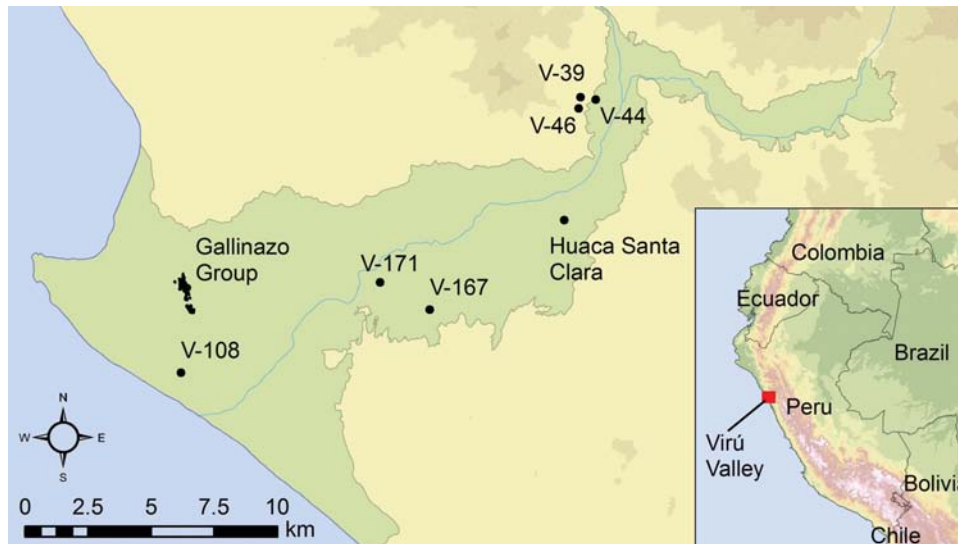 V-39
V-46
V-44
Gallinazo
Group
V-171
V-167
Huaca Santa
Clara
V-108
N
W
E
S
0 2.5 5 7.5 10
km
Colombia
Ecuador
Brazil
Peru
Virú
Valley
Bolivia
Chile